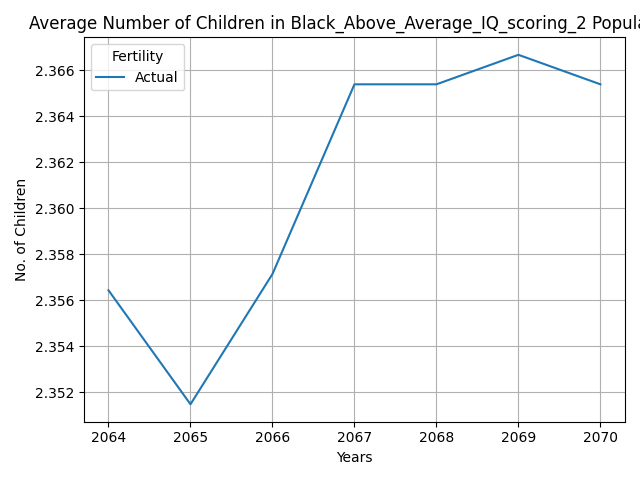 Average Number of Children in Black_Above_Average_IQ_scoring_2 Popula
Fertility
Actual
2.366
2.364
2.362
2.360
2.358
2.356
2.354
2.352
No. of Children
2064 2065 2066 2067 2068 2069 2070
Years